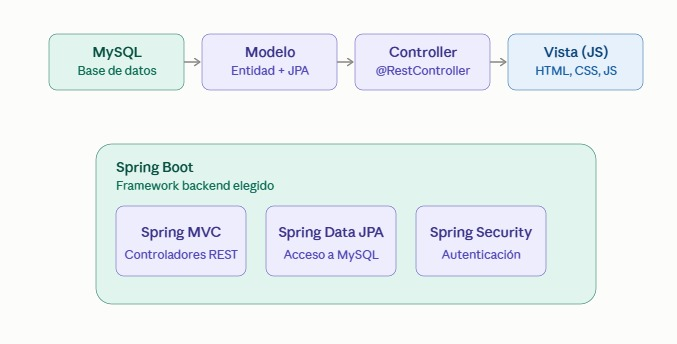 MySQL
Base de datos
Modelo
Entidad + JPA
Controller
@RestController
Vista (JS)
HTML, CSS, JS
Spring Boot
Framework backend elegido
Spring MVC
Controladores REST
Spring Data JPA
Acceso a MySQL
Spring Security
Autenticación